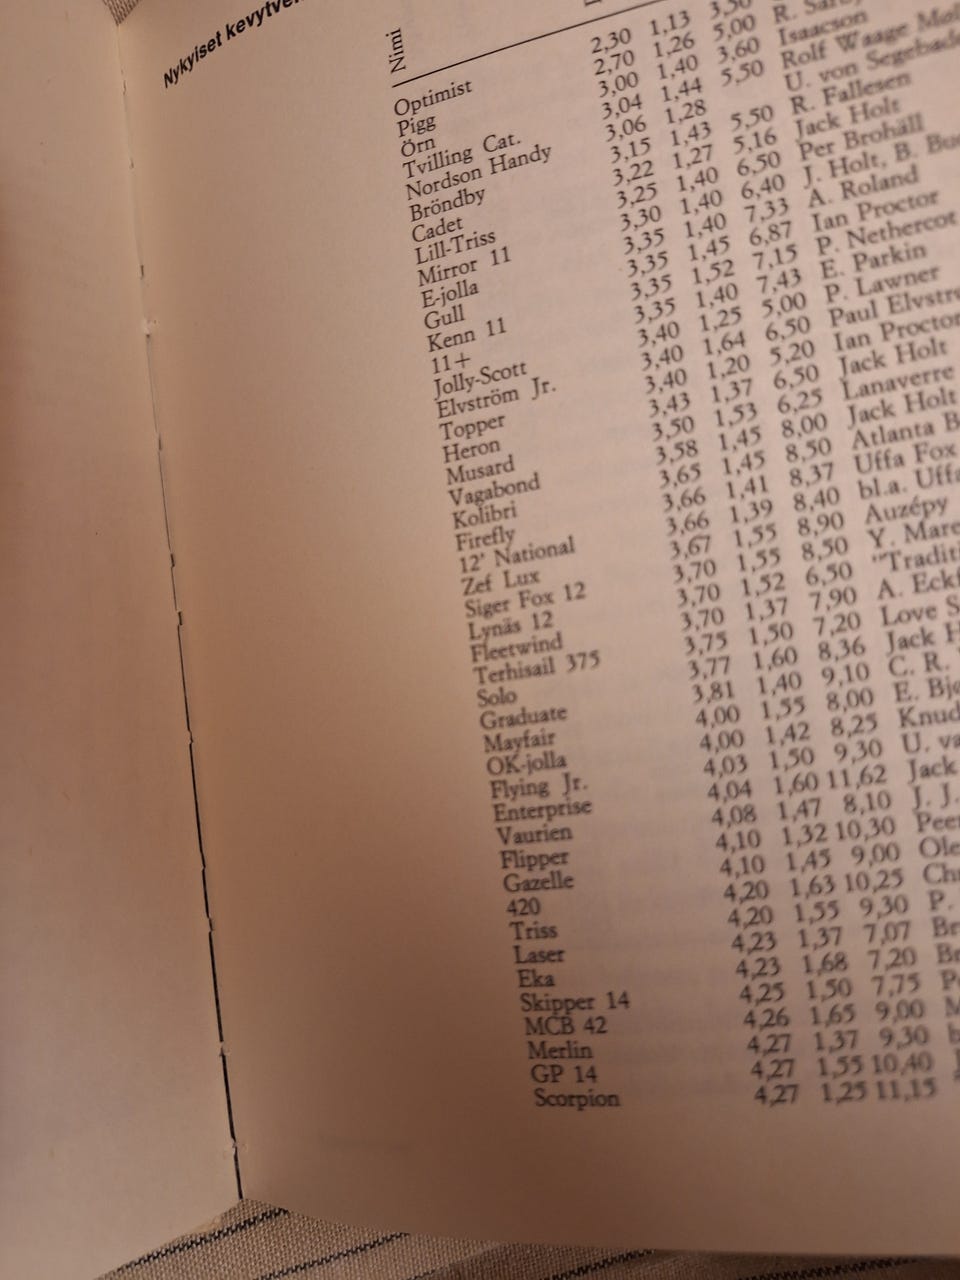 Nykyiset
Nimi
Optimist 2,30 1,13 3,50
Pigg 2,70 1,26 5,00 R.
Örn 3,00 1,40 3,60 Isaacson
Tvilling Cat. 3,04 1,44 5,50 Rolf Waage
Nordson Handy 3,06 1,28 U. von Segebade
Bröndby 3,15 1,43 5,50 R. Fallesen
Cadet 3,22 1,27 5,16 Jack Holt
Lill-Triss 3,25 1,40 6,50 Per Brohäll
Mirror 11 3,30 1,40 6,40 J. Holt, B.
E-jolla 3,35 1,40 7,33 A. Roland
Gull 3,35 1,45 6,87 Ian Proctor
Kenn 11 3,35 1,52 7,15 P. Nethercot
11+ 3,35 1,40 7,43 E. Parkin
Jolly-Scott 3,40 1,25 5,00 P. Lawner
Elvström Jr. 3,40 1,64 6,50 Paul Elvstr
Topper 3,40 1,20 5,20 Ian Proctor
Heron 3,43 1,37 6,50 Jack Holt
Musard 3,50 1,53 6,25 Lanaverre
Vagabond 3,58 1,45 8,00 Jack Holt
Kolibri 3,65 1,45 8,50 Atlanta B
Firefly 3,66 1,41 8,37 Uffa Fox
12' National 3,66 1,39 8,40 bl.a. Uffa
Zef Lux 3,67 1,55 8,90 Auzépy
Siger Fox 12 3,70 1,55 8,50 Y. Mare
Lynäs 12 3,70 1,52 6,50 "Traditi
Fleetwind 3,70 1,37 7,90 A. Eckf
Terhisail 375 3,75 1,50 7,20 Love S
Solo 3,77 1,60 8,36 Jack H
Graduate 3,81 1,40 9,10 C. R.
Mayfair 4,00 1,55 8,00 E. Bj
OK-jolla 4,00 1,42 8,25 Knud
Flying Jr. 4,03 1,50 9,30 U. va
Enterprise 4,04 1,60 11,62 Jack
Vaurien 4,08 1,47 8,10 J. J.
Flipper 4,10 1,32 10,30 Peer
Gazelle 4,10 1,45 9,00 Ole
420 4,20 1,63 10,25 Ch
Triss 4,20 1,55 9,30 P.
Laser 4,23 1,37 7,07 Br
Eka 4,23 1,68 7,20 Br
Skipper 14 4,25 1,50 7,75
MCB 42 4,26 1,65 9,00
Merlin 4,27 1,37 9,30
GP 14 4,27 1,55 10,40
Scorpion 4,27 1,25 11,15